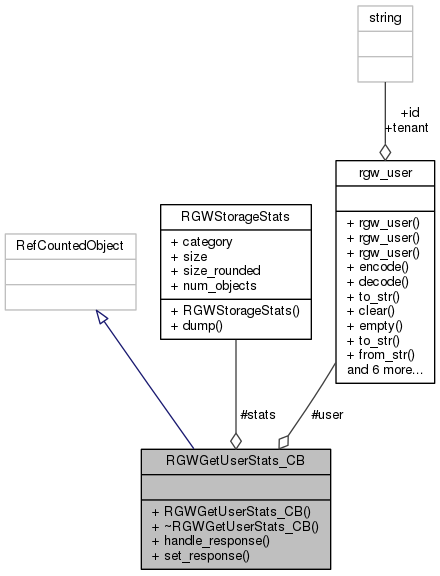 string
+id
+tenant
rgw_user
+ rgw_user()
+ rgw_user()
+ rgw_user()
+ encode()
+ decode()
+ to_str()
+ clear()
+ empty()
+ to_str()
+ from_str()
and 6 more...
RGWStorageStats
+ category
+ size
+ size_rounded
+ num_objects
+ RGWStorageStats()
+ dump()
RefCountedObject
#stats
#user
RGWGetUserStats_CB
+ RGWGetUserStats_CB()
+ ~RGWGetUserStats_CB()
+ handle_response()
+ set_response()